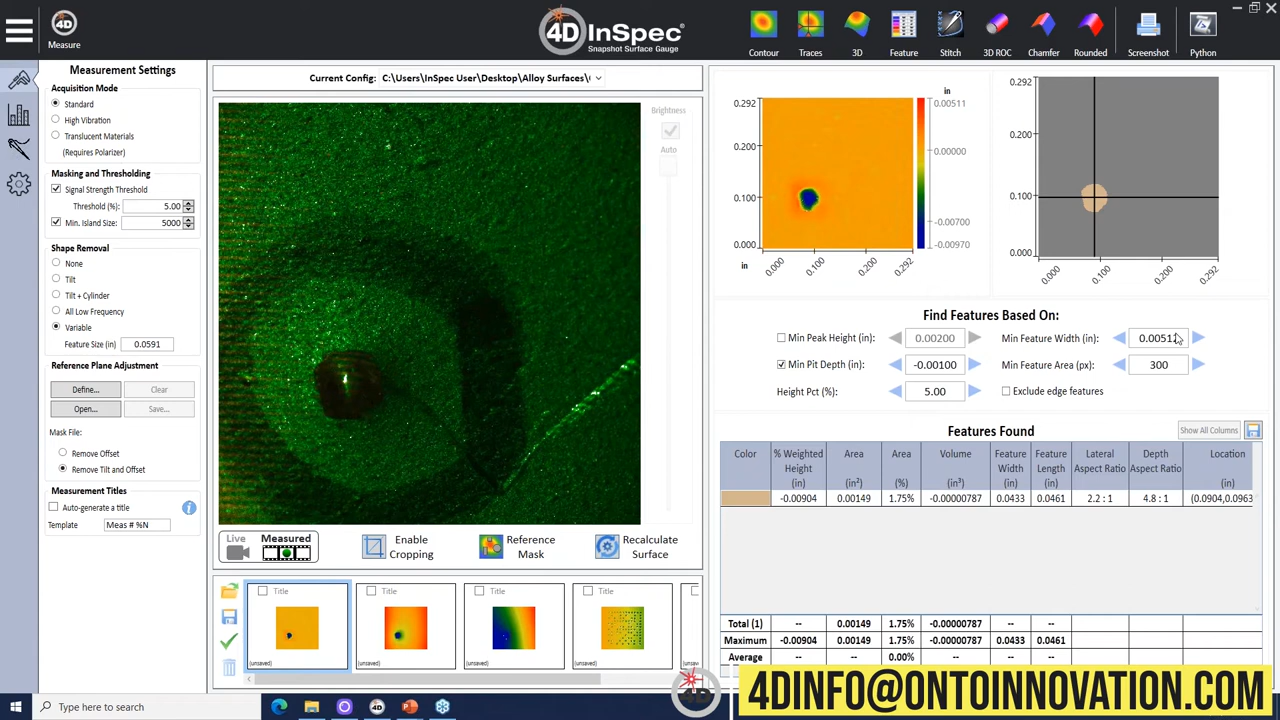 4D
Measure
4D InSpec®
Snapshot Surface Gauge
Contour Traces 3D Feature Stitch 3D ROC Chamfer Rounded Screenshot Python
Measurement Settings
Acquisition Mode
Standard
High Vibration
Translucent Materials
(Requires Polarizer)
Masking and Thresholding
Signal Strength Threshold
Threshold (%): 5.00
Min. Island Size: 5000
Shape Removal
None
Tilt
Tilt + Cylinder
All Low Frequency
Variable
Feature Size (in) 0.0591
Reference Plane Adjustment
Define... Clear
Open... Save...
Mask File:
Remove Offset
Remove Tilt and Offset
Measurement Titles
Auto-generate a title
Template Meas # %N
Current Config: C:\Users\InSpec User\Desktop\Alloy Surfaces\
Brightness
Auto
Live Measured
Enable Cropping
Reference Mask
Recalculate Surface
Title Title Title Title
(unsaved) (unsaved) (unsaved) (unsaved)
in
0.292
0.200
0.100
0.000
in
0.000 0.100 0.200 0.292
0.00511
0.00000
-0.00700
-0.00970
in
0.292
0.200
0.100
0.000
0.000 0.100 0.200 0.292
Find Features Based On:
Min Peak Height (in): 0.00200 Min Feature Width (in): 0.00512
Min Pit Depth (in): -0.00100 Min Feature Area (px): 300
Height Pct (%): 5.00 Exclude edge features
Features Found
Show All Columns
Color % Weighted Height (in) Area (in²) Area (%) Volume (in³) Feature Width (in) Feature Length (in) Lateral Aspect Ratio Depth Aspect Ratio Location (in)
-0.00904 0.00149 1.75% -0.00000787 0.0433 0.0461 2.2 : 1 4.8 : 1 (0.0904,0.0963
Total (1) -- 0.00149 1.75% -0.00000787 -- --
Maximum -0.00904 0.00149 1.75% -0.00000787 0.0433 0.0461
Average -- -- 0.00% -- -- --
4D
4DINFO@ONTOINNOVATION.COM
Type here to search